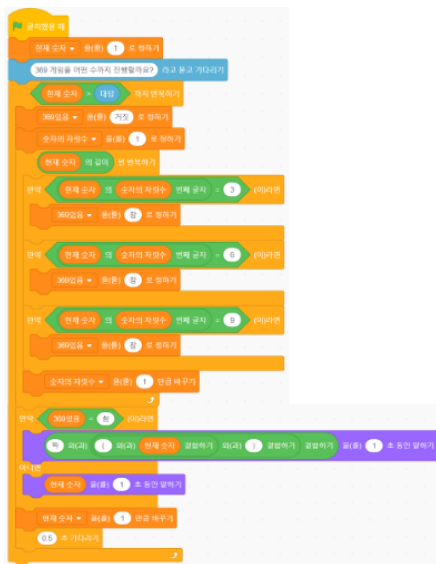 클릭했을 때
현재 숫자 ▾ 을(를) 1 로 정하기
369 게임을 어떤 수까지 진행할까요? 라고 묻고 기다리기
현재 숫자 > 대답 까지 반복하기
369있음 ▾ 을(를) 거짓 로 정하기
숫자의 자릿수 ▾ 을(를) 1 로 정하기
현재 숫자 의 길이 번 반복하기
만약 현재 숫자 의 숫자의 자릿수 번째 글자 = 3 (이)라면
369있음 ▾ 을(를) 참 로 정하기
만약 현재 숫자 의 숫자의 자릿수 번째 글자 = 6 (이)라면
369있음 ▾ 을(를) 참 로 정하기
만약 현재 숫자 의 숫자의 자릿수 번째 글자 = 9 (이)라면
369있음 ▾ 을(를) 참 로 정하기
숫자의 자릿수 ▾ 을(를) 1 만큼 바꾸기
만약 369있음 = 참 (이)라면
짝 와(과) ( 와(과) 현재 숫자 결합하기 와(과) ) 결합하기 결합하기 을(를) 1 초 동안 말하기
아니면
현재 숫자 을(를) 1 초 동안 말하기
현재 숫자 ▾ 을(를) 1 만큼 바꾸기
0.5 초 기다리기